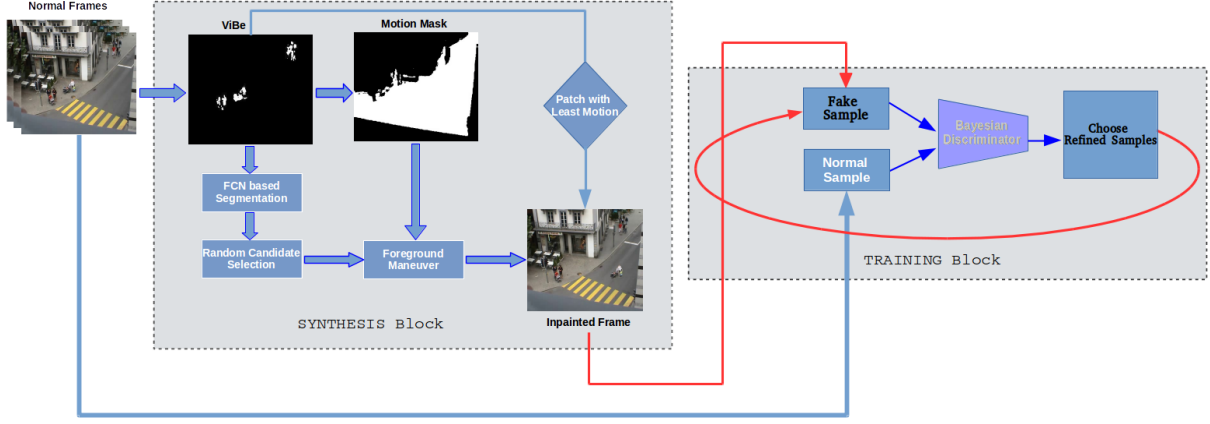 Normal Frames
ViBe
Motion Mask
Patch with
Least Motion
FCN based
Segmentation
Random Candidate
Selection
Foreground
Maneuver
Inpainted Frame
SYNTHESIS Block
Fake
Sample
Normal
Sample
Bayesian
Discriminator
Choose
Refined Samples
TRAINING Block